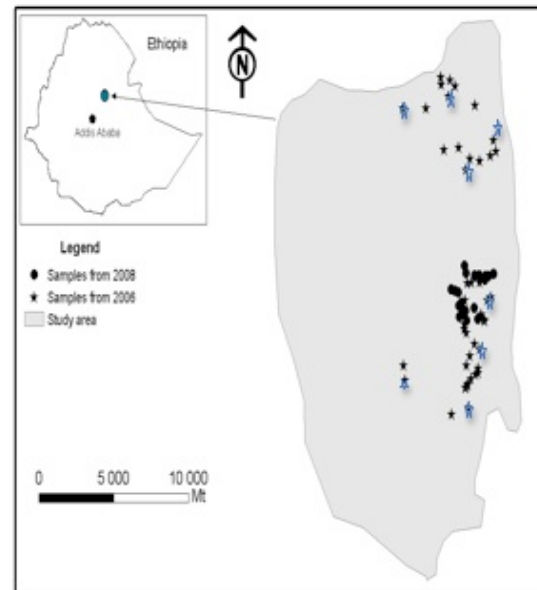 Ethiopia
N
Addis Ababa
Legend
Samples from 2008
Samples from 2006
Study area
0 5 000 10 000
Mt